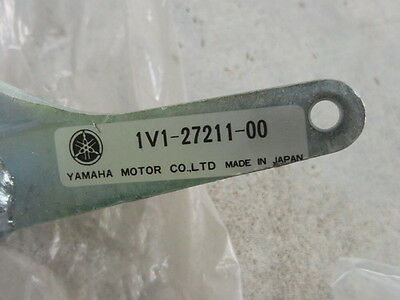 1V1-27211-00
YAMAHA MOTOR CO.,LTD MADE IN JAPAN